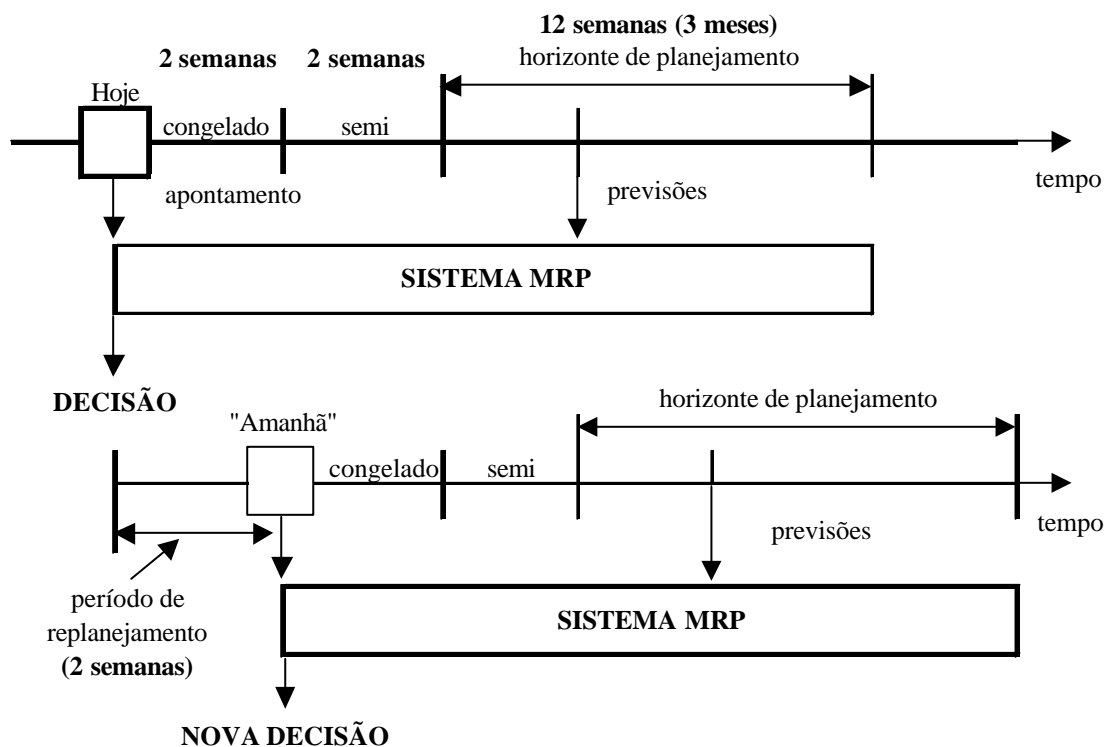 12 semanas (3 meses)
2 semanas 2 semanas horizonte de planejamento
Hoje
congelado semi
tempo
apontamento previsões
SISTEMA MRP
DECISÃO
horizonte de planejamento
"Amanhã"
congelado semi
tempo
previsões
período de
replanejamento
(2 semanas)
SISTEMA MRP
NOVA DECISÃO